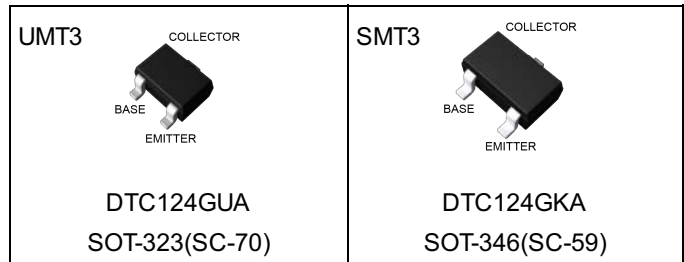 UMT3
COLLECTOR
BASE
EMITTER
DTC124GUA
SOT-323(SC-70)
SMT3
COLLECTOR
BASE
EMITTER
DTC124GKA
SOT-346(SC-59)